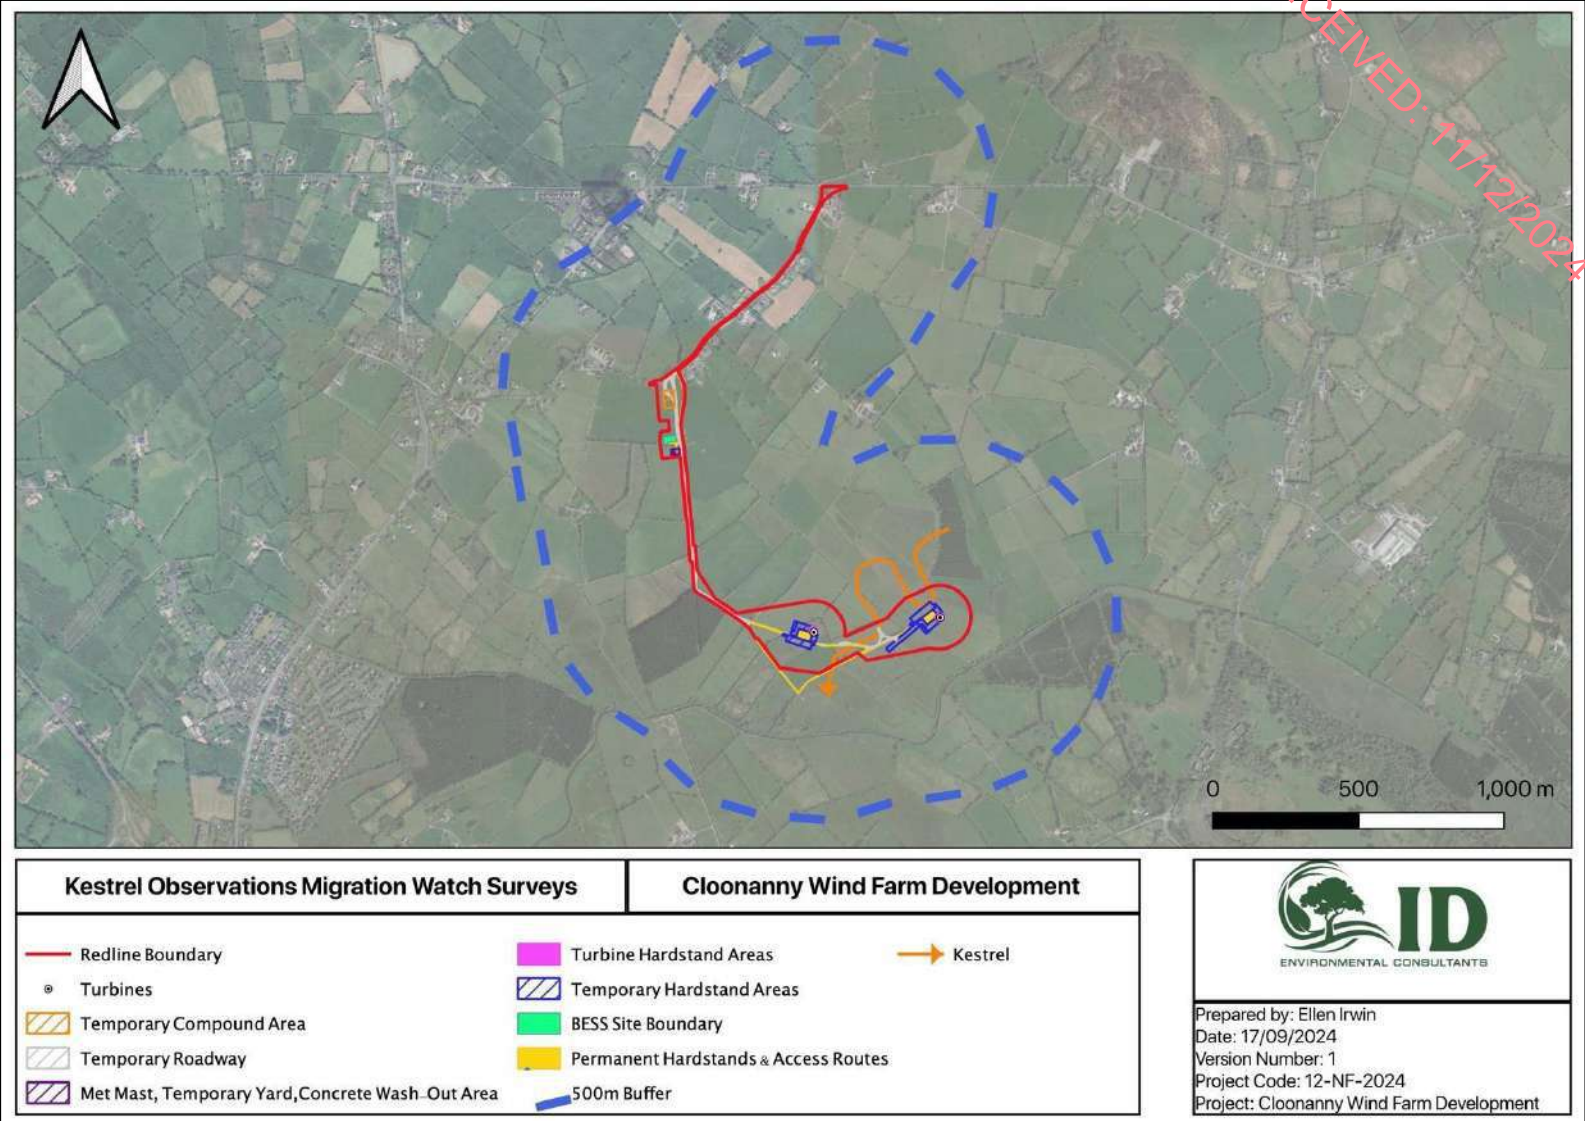 CEIVED: 11/12/2024
0 500 1,000 m
Kestrel Observations Migration Watch Surveys
Cloonanny Wind Farm Development
Redline Boundary
Turbines
Temporary Compound Area
Temporary Roadway
Met Mast, Temporary Yard,Concrete Wash-Out Area
Turbine Hardstand Areas
Temporary Hardstand Areas
BESS Site Boundary
Permanent Hardstands & Access Routes
500m Buffer
Kestrel
ID
ENVIRONMENTAL CONSULTANTS
Prepared by: Ellen Irwin
Date: 17/09/2024
Version Number: 1
Project Code: 12-NF-2024
Project: Cloonanny Wind Farm Development